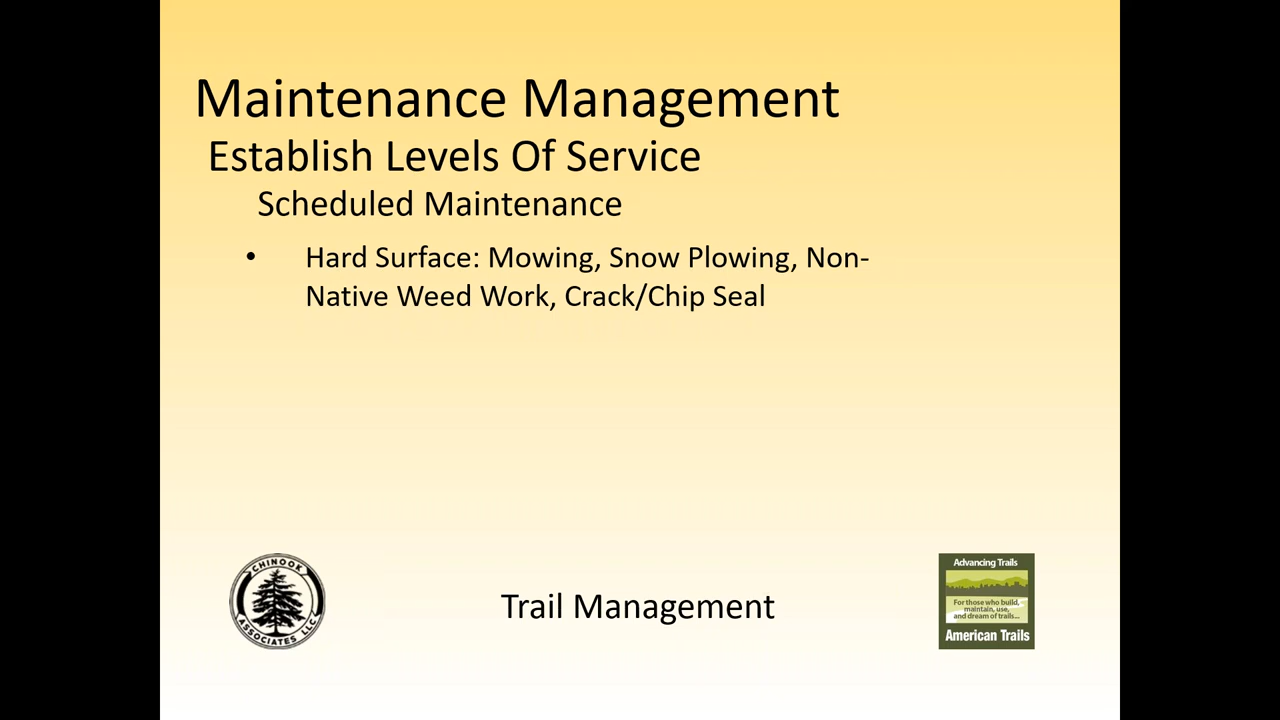 Maintenance Management
Establish Levels Of Service
Scheduled Maintenance
• Hard Surface: Mowing, Snow Plowing, Non-
Native Weed Work, Crack/Chip Seal
CHINOOK
ASSOCIATES LLC
Trail Management
Advancing Trails
For those who build,
maintain, use,
and dream of trails...
American Trails